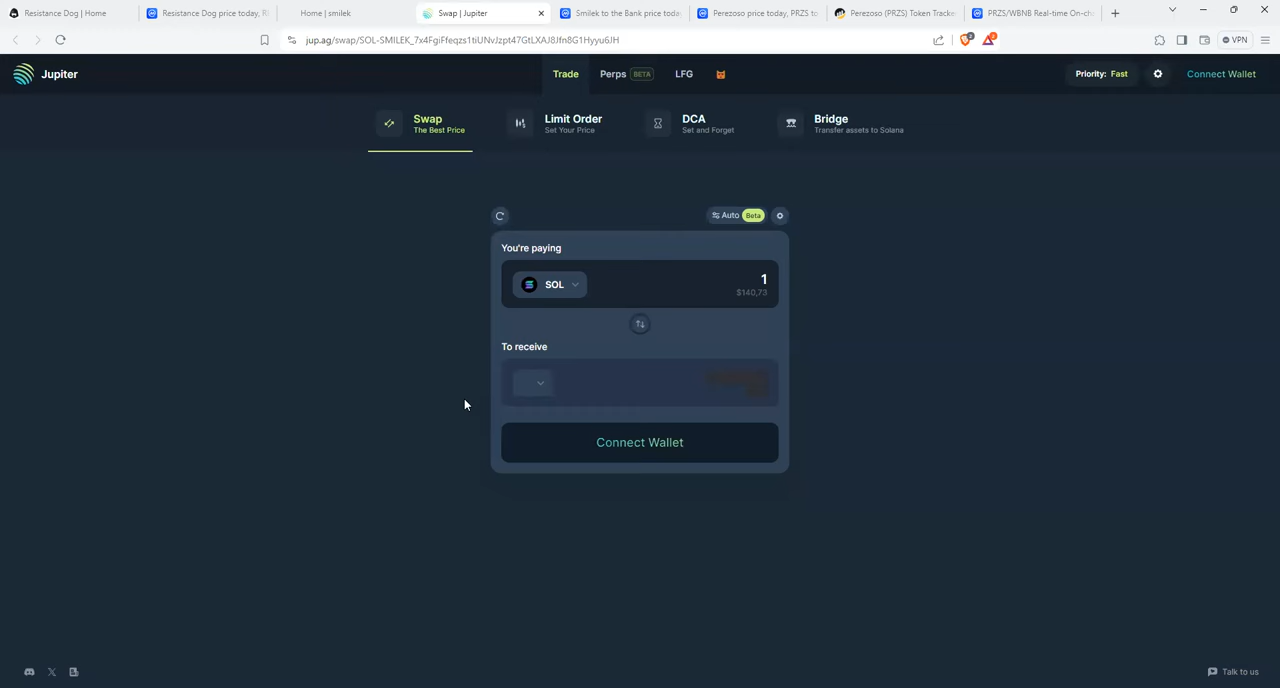 Resistance Dog | Home
Resistance Dog price today, R
Home | smilek
Swap | Jupiter
Smilek to the Bank price toda
Perezoso price today, PRZS to
Perezoso (PRZS) Token Tracke
PRZS/WBNB Real-time On-ch
jup.ag/swap/SOL-SMILEK_7x4FgiFfeqzs1tiUNvJzpt47GtLXAJ8Jfn8G1Hyyu6JH
VPN
Jupiter
Trade
Perps BETA
LFG
Priority: Fast
Connect Wallet
Swap
The Best Price
Limit Order
Set Your Price
DCA
Set and Forget
Bridge
Transfer assets to Solana
Auto Beta
You're paying
SOL
1
$140,73
To receive
Connect Wallet
Talk to us